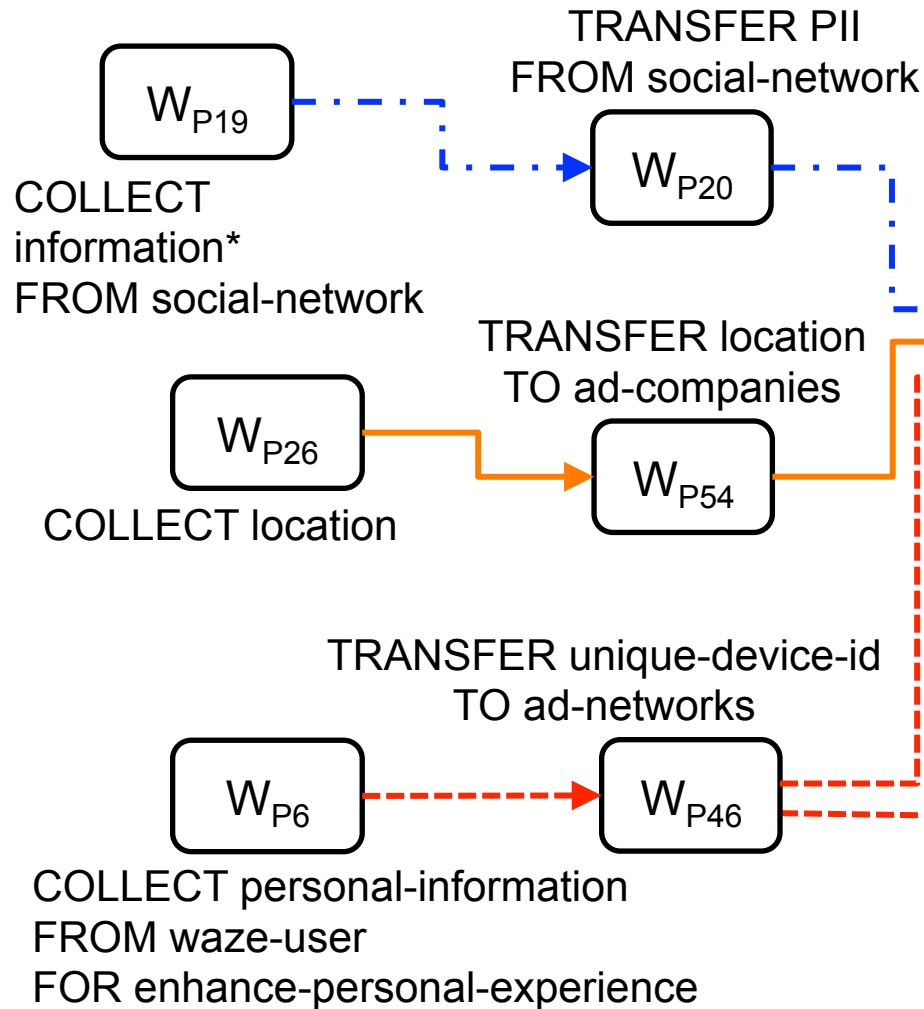 TRANSFER PII
FROM social-network
W_P19
W_P20
COLLECT
information*
FROM social-network
TRANSFER location
TO ad-companies
W_P26
W_P54
COLLECT location
TRANSFER unique-device-id
TO ad-networks
W_P6
W_P46
COLLECT personal-information
FROM waze-user
FOR enhance-personal-experience